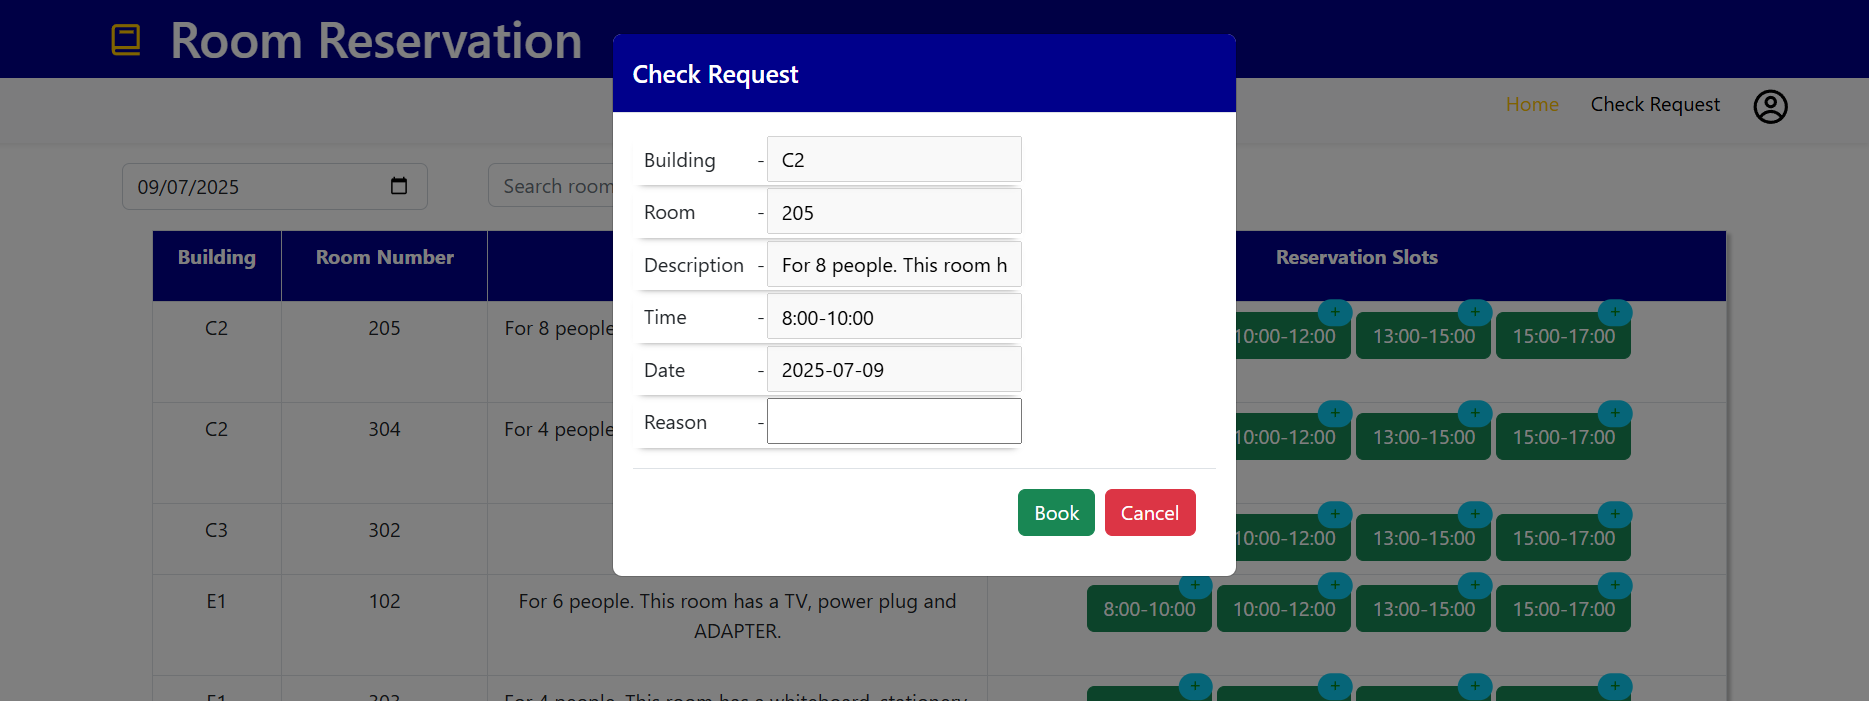 Room Reservation
Home
Check Request
09/07/2025
Search room
Check Request
Building - C2
Room - 205
Description - For 8 people. This room h
Time - 8:00-10:00
Date - 2025-07-09
Reason -
Book Cancel
Building Room Number Reservation Slots
C2 205 For 8 people 10:00-12:00 + 13:00-15:00 + 15:00-17:00 +
C2 304 For 4 people 10:00-12:00 + 13:00-15:00 + 15:00-17:00 +
C3 302 10:00-12:00 + 13:00-15:00 + 15:00-17:00 +
E1 102 For 6 people. This room has a TV, power plug and 8:00-10:00 + 10:00-12:00 + 13:00-15:00 + 15:00-17:00 +
ADAPTER.
E1 303 For 4 people. This room has a whiteboard, stationery + + + +